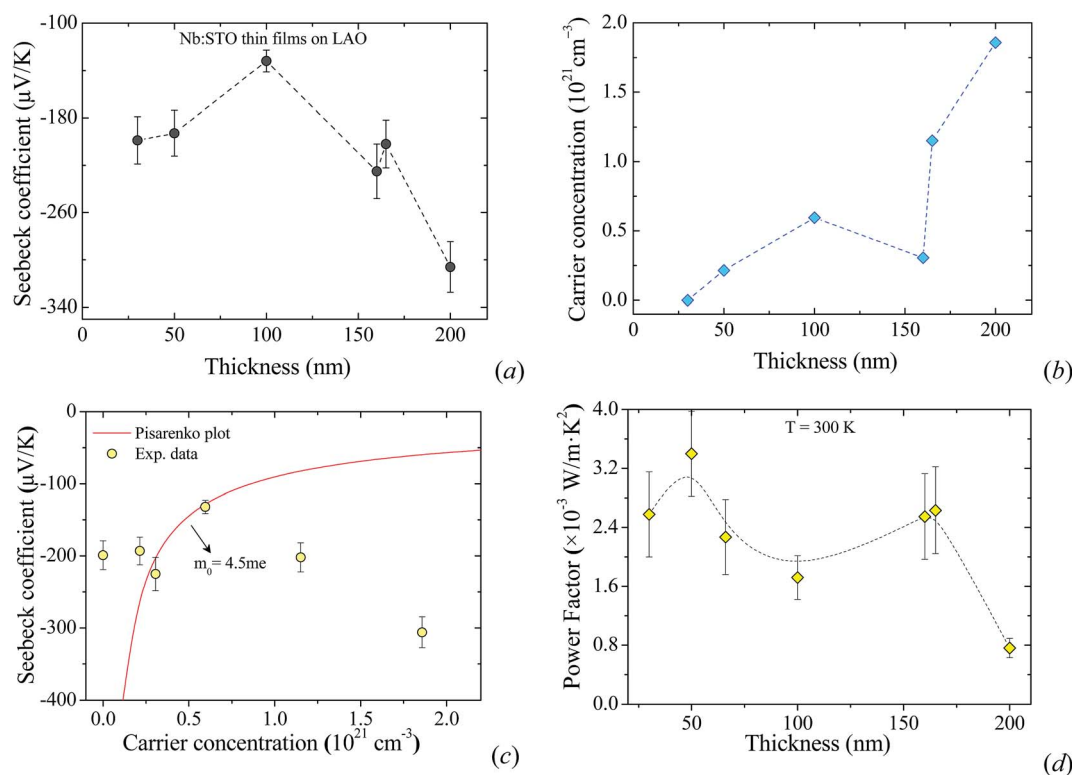 -100
-180
-260
-340
Seebeck coefficient (µV/K)
Nb:STO thin films on LAO
0 50 100 150 200
Thickness (nm)
(a)
2.0
1.5
1.0
0.5
0.0
Carrier concentration (10²¹ cm⁻³)
0 50 100 150 200
Thickness (nm)
(b)
0
-100
-200
-300
-400
Seebeck coefficient (µV/K)
Pisarenko plot
Exp. data
m₀= 4.5me
0.0 0.5 1.0 1.5 2.0
Carrier concentration (10²¹ cm⁻³)
(c)
4.0
3.2
2.4
1.6
0.8
0.0
Power Factor (×10⁻³ W/m·K²)
T = 300 K
50 100 150 200
Thickness (nm)
(d)